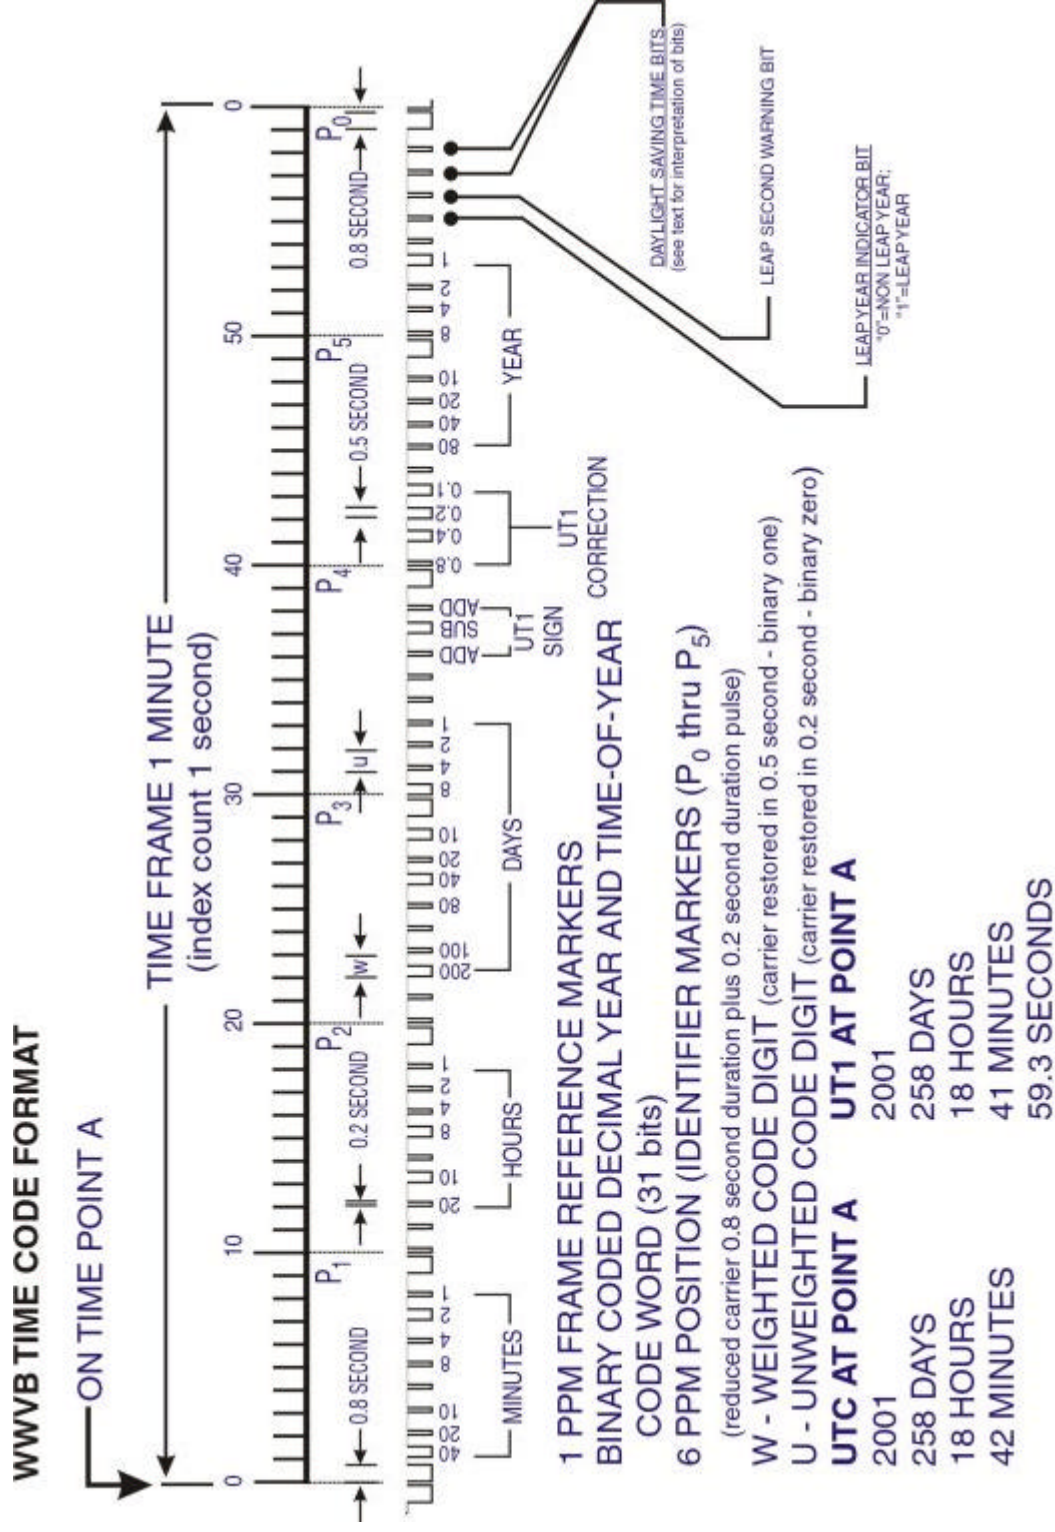 WWVB TIME CODE FORMAT
ON TIME POINT A
TIME FRAME 1 MINUTE
(index count 1 second)
0 10 20 30 40 50 0
P1 P2 P3 P4 P5 P0
0.8 SECOND 0.2 SECOND w u 0.5 SECOND 0.8 SECOND
40 20 10 8 4 2 1
MINUTES
20 10 8 4 2 1
HOURS
200 100 80 40 20 10 8 4 2 1
DAYS
ADD SUB ADD
UT1
SIGN
0.8 0.4 0.2 0.1
UT1
CORRECTION
80 40 20 10 8 4 2 1
YEAR
DAYLIGHT SAVING TIME BITS
(see text for interpretation of bits)
LEAP SECOND WARNING BIT
LEAP YEAR INDICATOR BIT
"0"=NON LEAP YEAR;
"1"=LEAP YEAR
1 PPM FRAME REFERENCE MARKERS
BINARY CODED DECIMAL YEAR AND TIME-OF-YEAR
CODE WORD (31 bits)
6 PPM POSITION (IDENTIFIER MARKERS (P0 thru P5)
(reduced carrier 0.8 second duration plus 0.2 second duration pulse)
W - WEIGHTED CODE DIGIT (carrier restored in 0.5 second - binary one)
U - UNWEIGHTED CODE DIGIT (carrier restored in 0.2 second - binary zero)
UTC AT POINT A UT1 AT POINT A
2001 2001
258 DAYS 258 DAYS
18 HOURS 18 HOURS
42 MINUTES 41 MINUTES
59.3 SECONDS